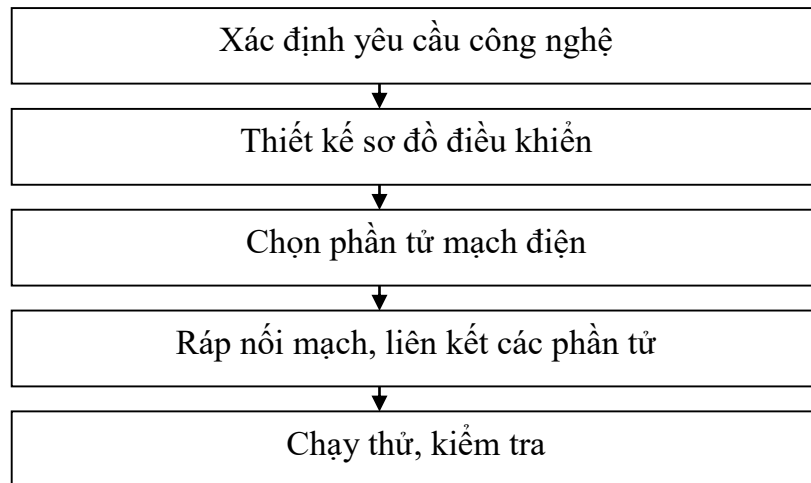 Xác định yêu cầu công nghệ
Thiết kế sơ đồ điều khiển
Chọn phần tử mạch điện
Ráp nối mạch, liên kết các phần tử
Chạy thử, kiểm tra